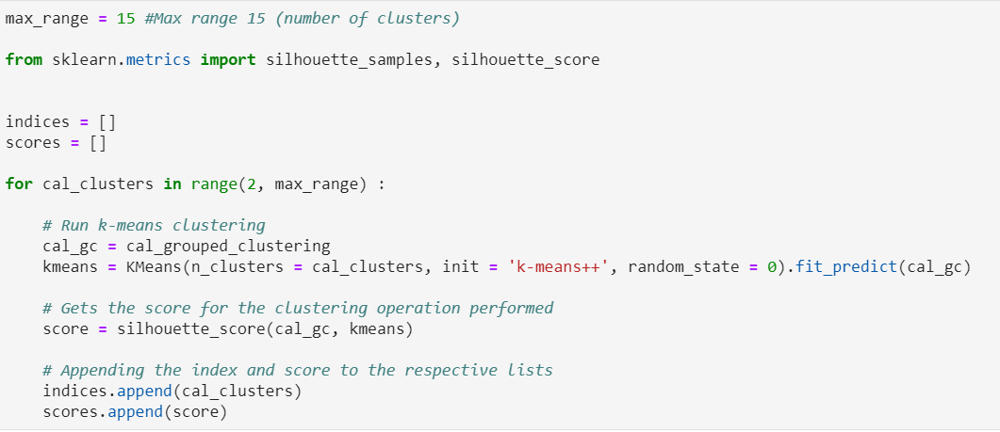 max_range = 15 #Max range 15 (number of clusters)
from sklearn.metrics import silhouette_samples, silhouette_score
indices = []
scores = []
for cal_clusters in range(2, max_range) :
# Run k-means clustering
cal_gc = cal_grouped_clustering
kmeans = KMeans(n_clusters = cal_clusters, init = 'k-means++', random_state = 0).fit_predict(cal_gc)
# Gets the score for the clustering operation performed
score = silhouette_score(cal_gc, kmeans)
# Appending the index and score to the respective lists
indices.append(cal_clusters)
scores.append(score)